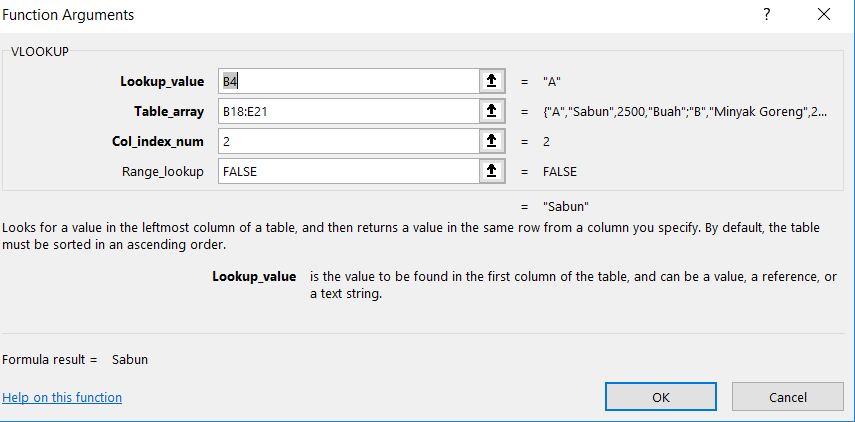 Function Arguments ?
VLOOKUP
Lookup_value B4 = "A"
Table_array B18:E21 = {"A","Sabun",2500,"Buah";"B","Minyak Goreng",2...
Col_index_num 2 = 2
Range_lookup FALSE = FALSE
= "Sabun"
Looks for a value in the leftmost column of a table, and then returns a value in the same row from a column you specify. By default, the table
must be sorted in an ascending order.
Lookup_value is the value to be found in the first column of the table, and can be a value, a reference, or
a text string.
Formula result = Sabun
Help on this function OK Cancel